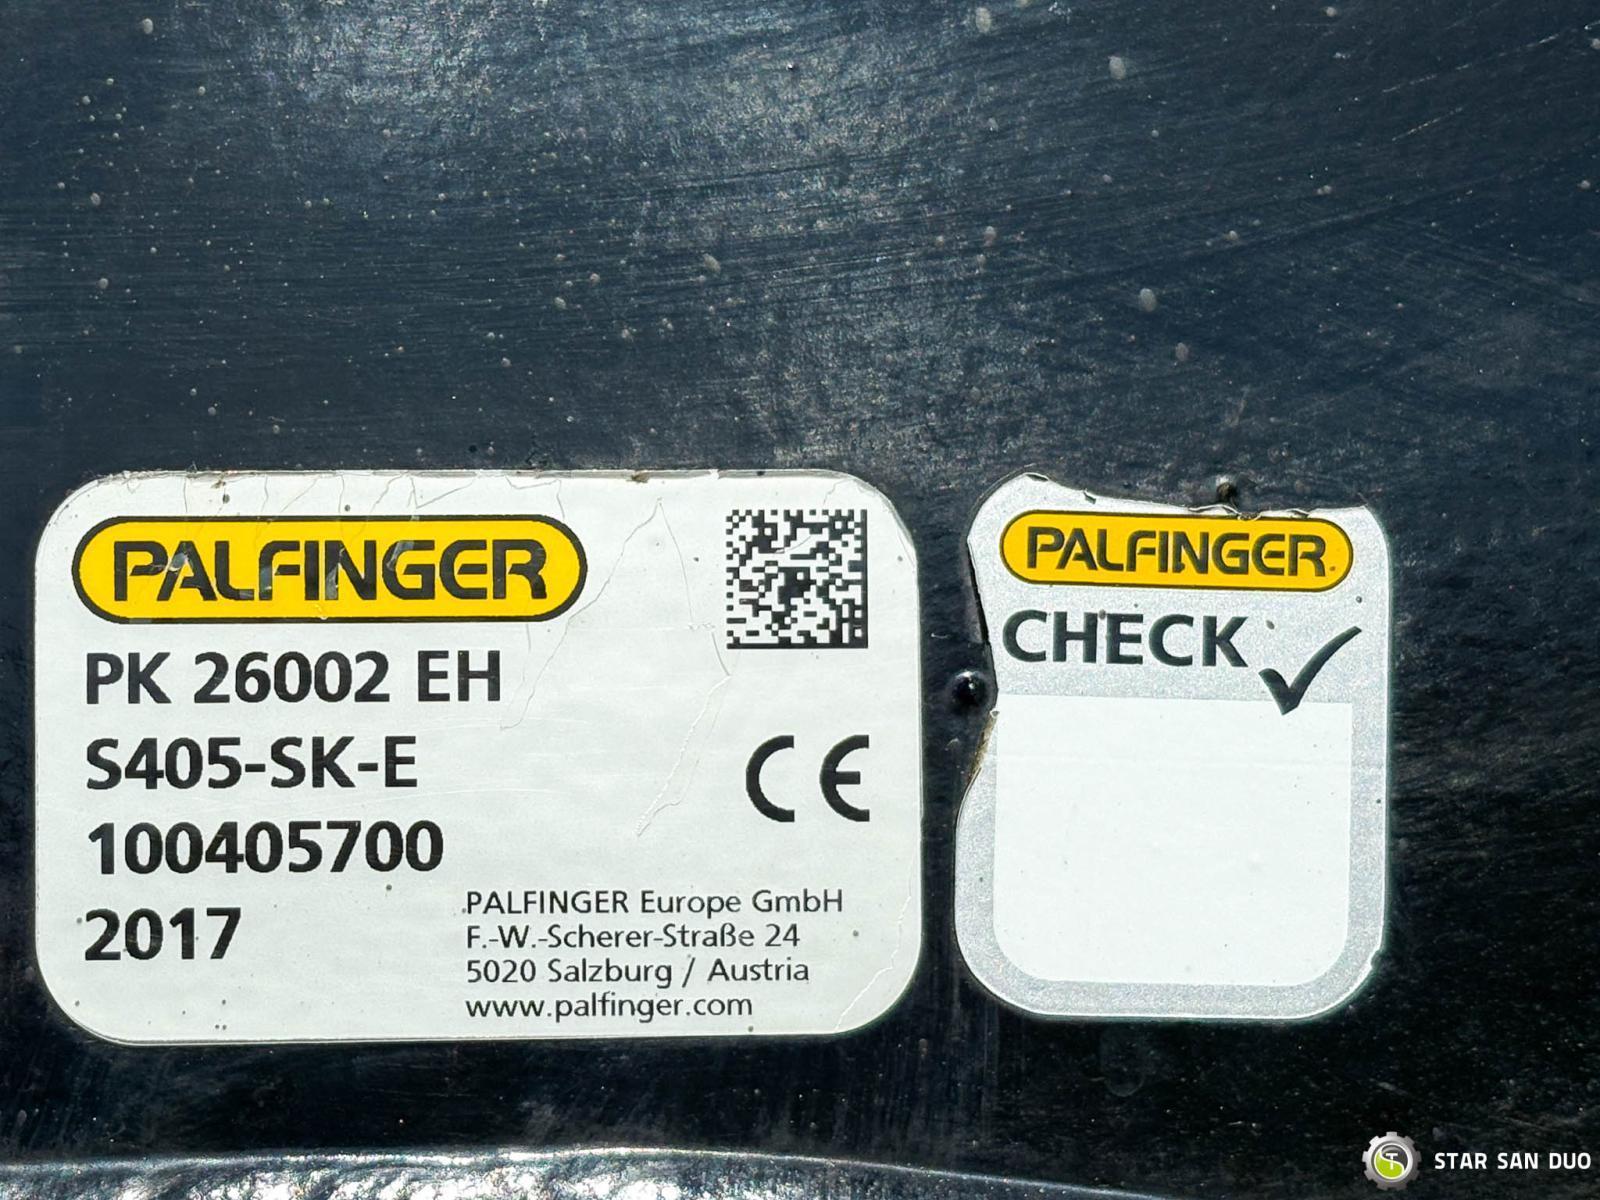 PALFINGER
PK 26002 EH
S405-SK-E
100405700
2017
CE
PALFINGER Europe GmbH
F.-W.-Scherer-Straße 24
5020 Salzburg / Austria
www.palfinger.com
PALFINGER
CHECK
STAR SAN DUO